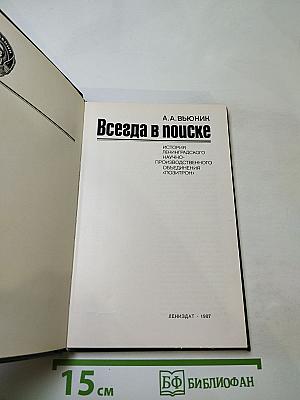 А.А. ВЬЮНИК
Всегда в поиске
ИСТОРИЯ
ЛЕНИНГРАДСКОГО
НАУЧНО-
ПРОИЗВОДСТВЕННОГО
ОБЪЕДИНЕНИЯ
«ПОЗИТРОН»
ЛЕНИЗДАТ · 1987
15 см
БФ БИБЛИОФАН